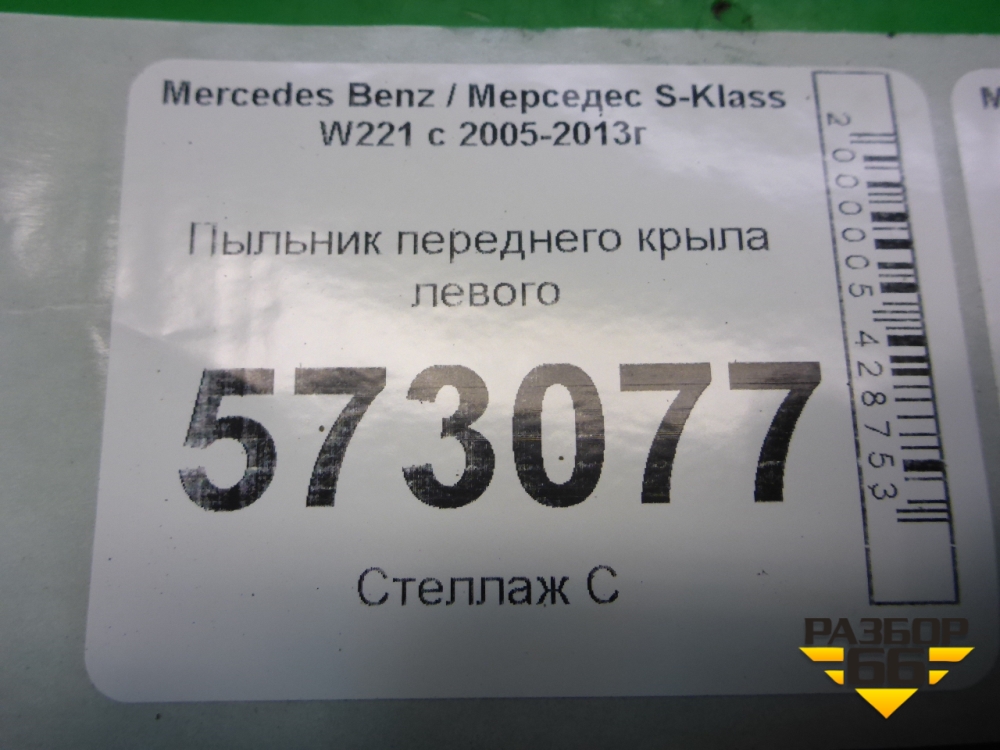 Mercedes Benz / Мерседес S-Klass
W221 с 2005-2013г
Пыльник переднего крыла
левого
573077
Стеллаж С
2000005428753
РАЗБОР
66